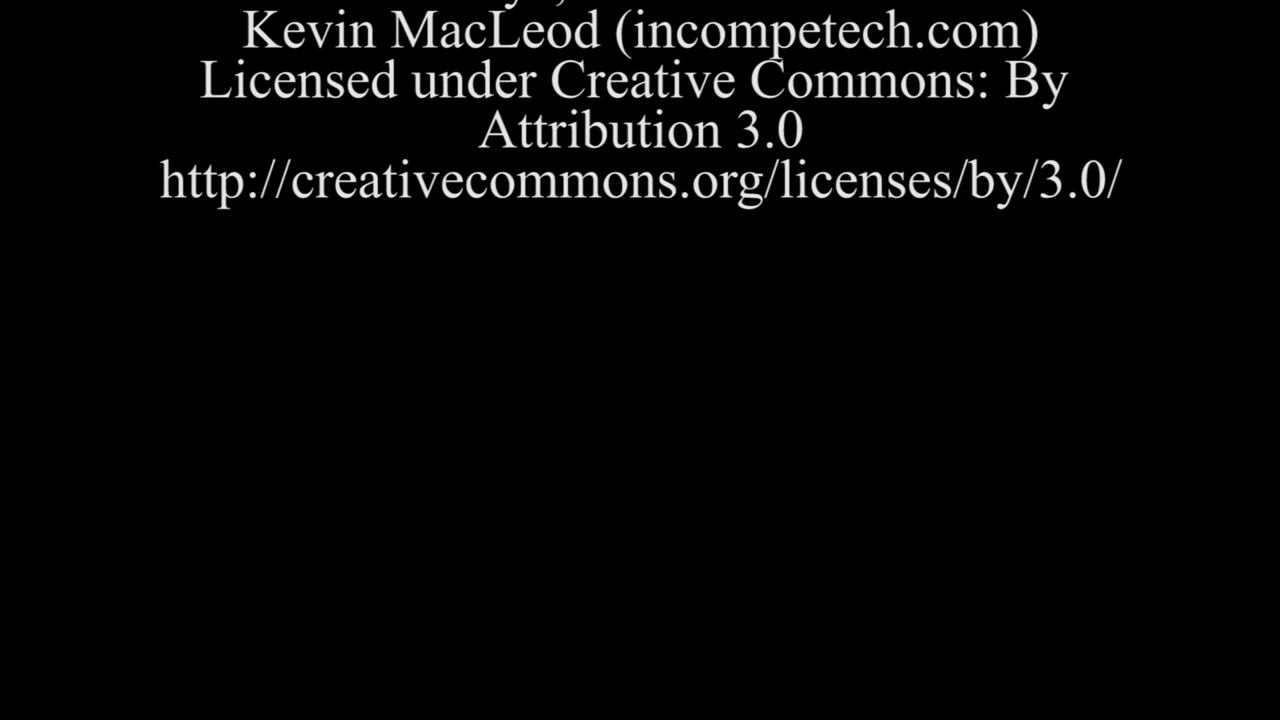 Kevin MacLeod (incompetech.com)
Licensed under Creative Commons: By
Attribution 3.0
http://creativecommons.org/licenses/by/3.0/